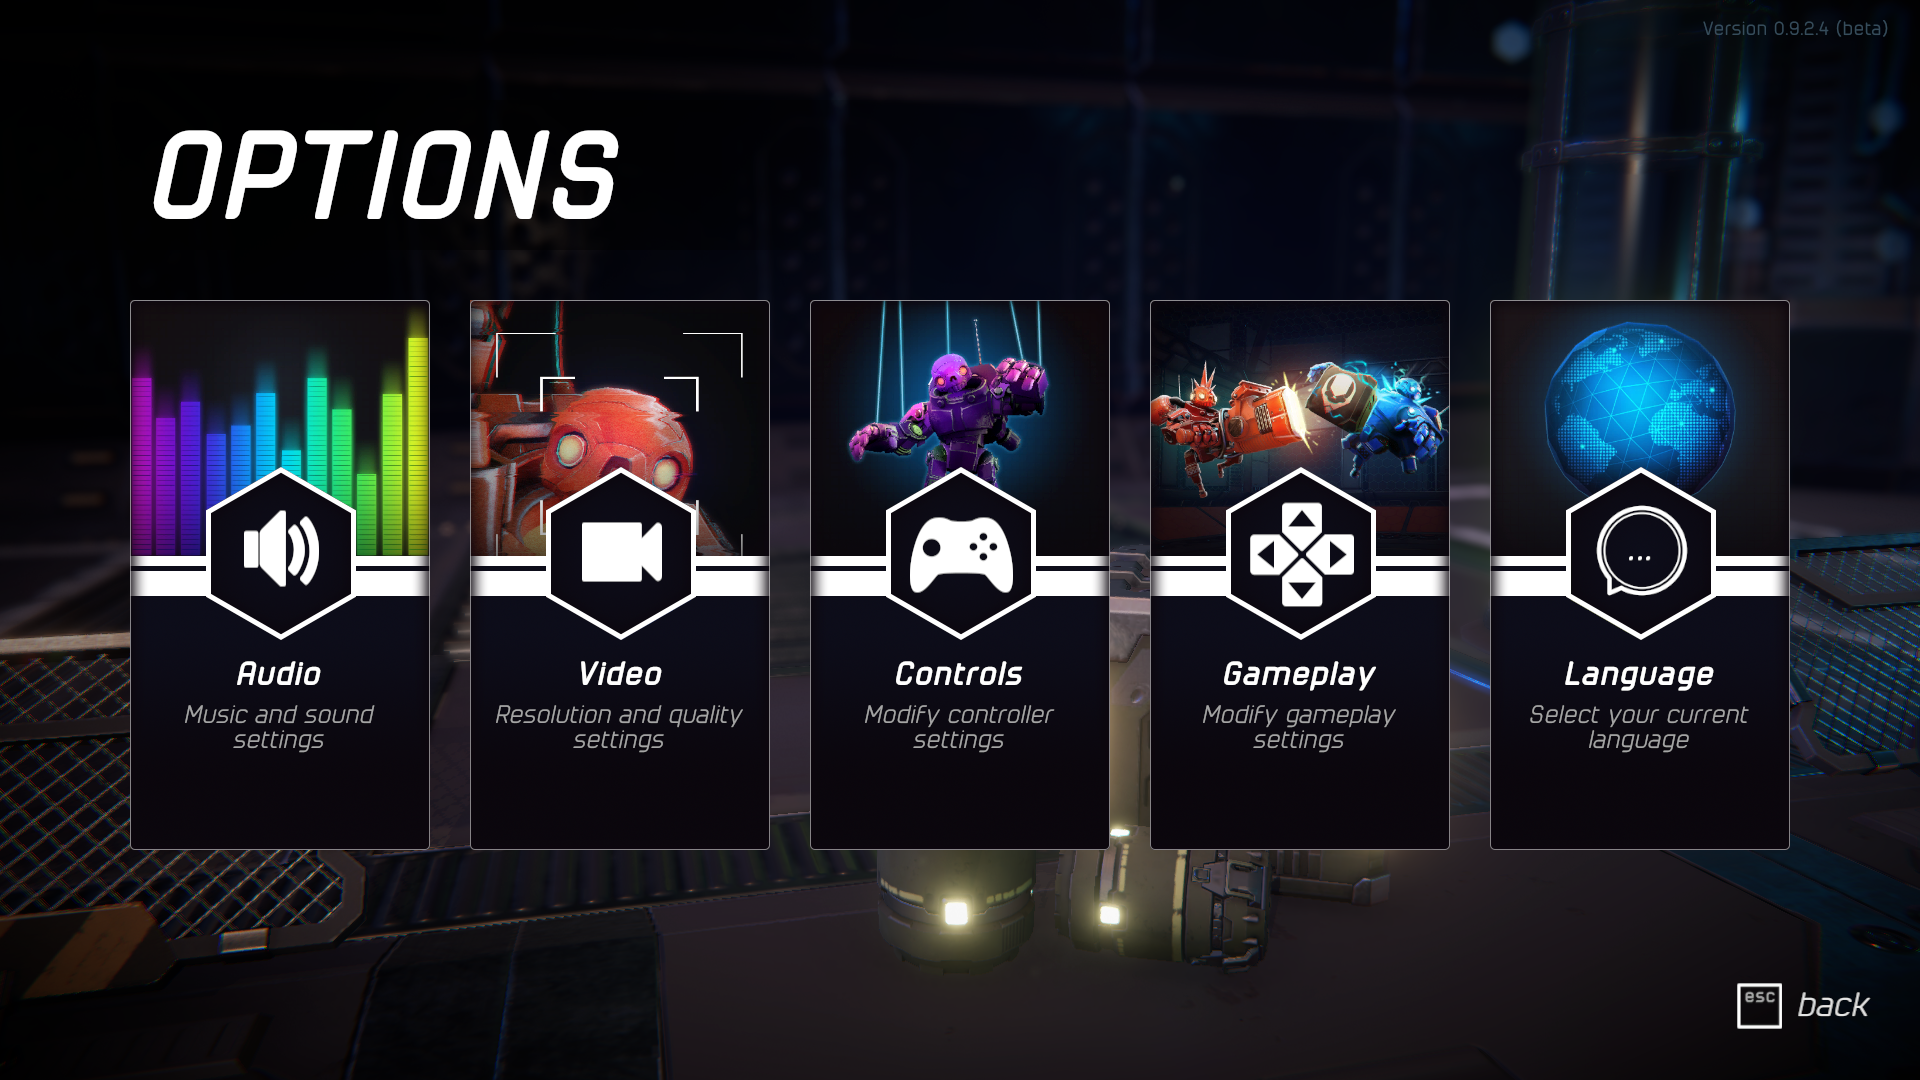 Version 0.9.2.4 (beta)
OPTIONS
Audio
Music and sound
settings
Video
Resolution and quality
settings
Controls
Modify controller
settings
Gameplay
Modify gameplay
settings
Language
Select your current
language
esc back